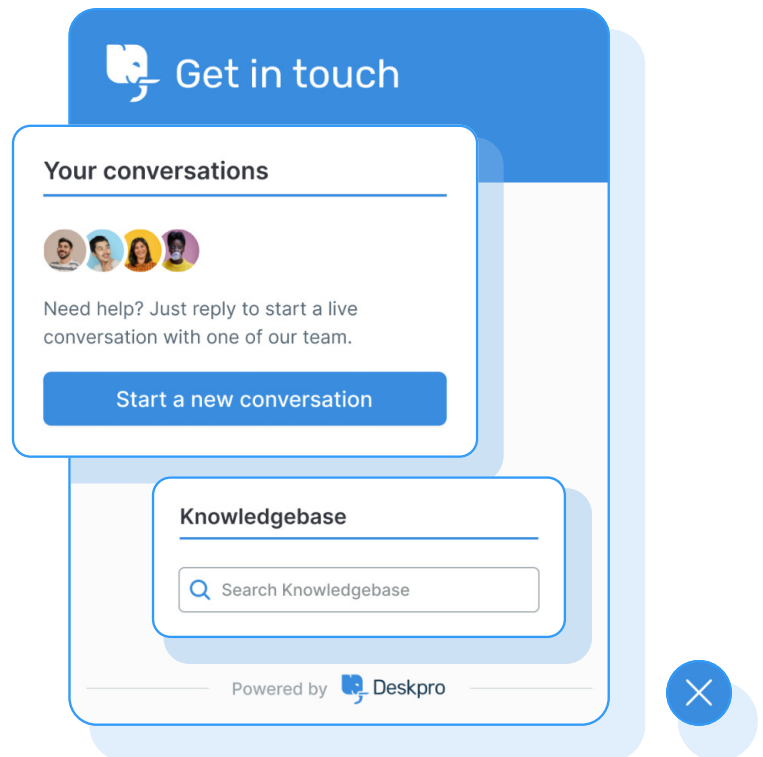 Get in touch
Your conversations
Need help? Just reply to start a live
conversation with one of our team.
Start a new conversation
Knowledgebase
Search Knowledgebase
Powered by Deskpro